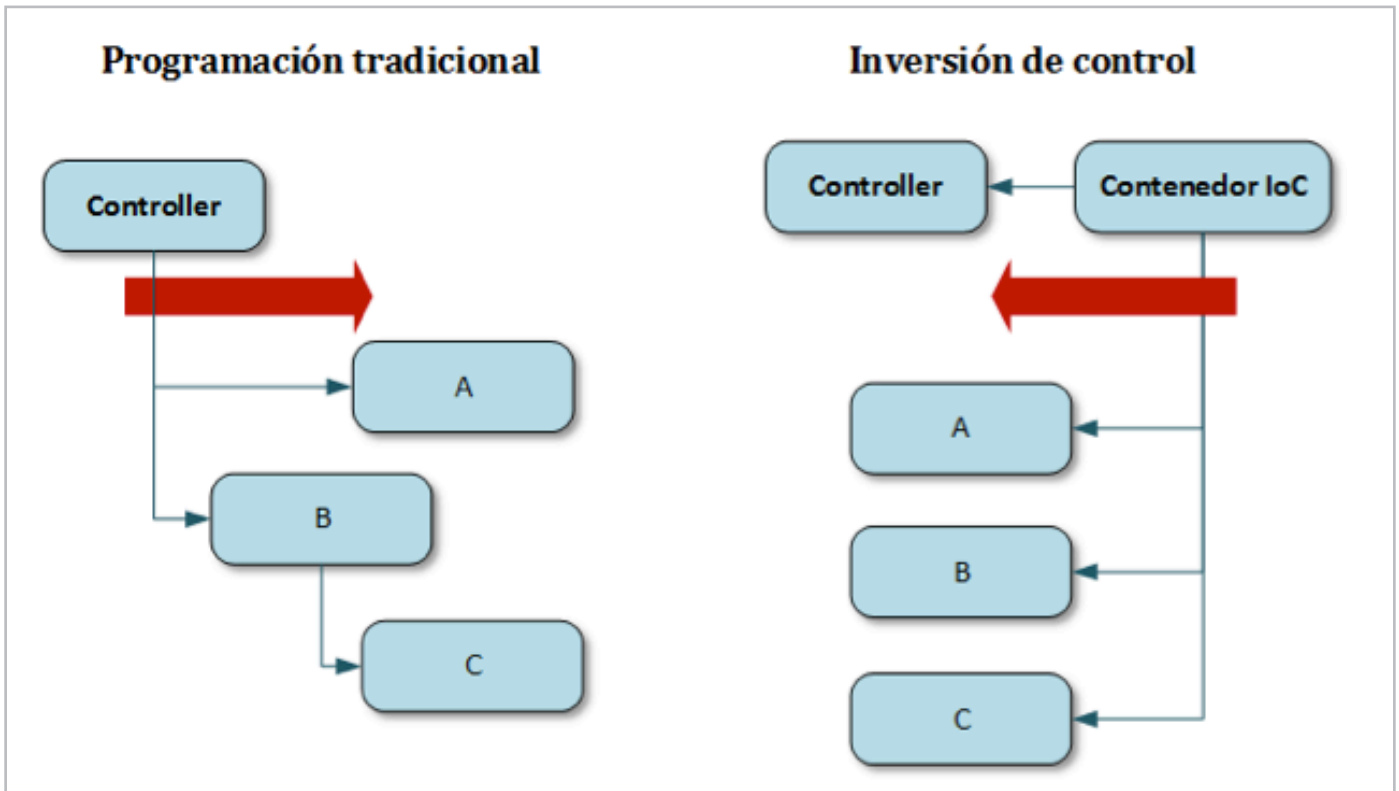 Programación tradicional
Controller
A
B
C
Inversión de control
Controller
Contenedor IoC
A
B
C